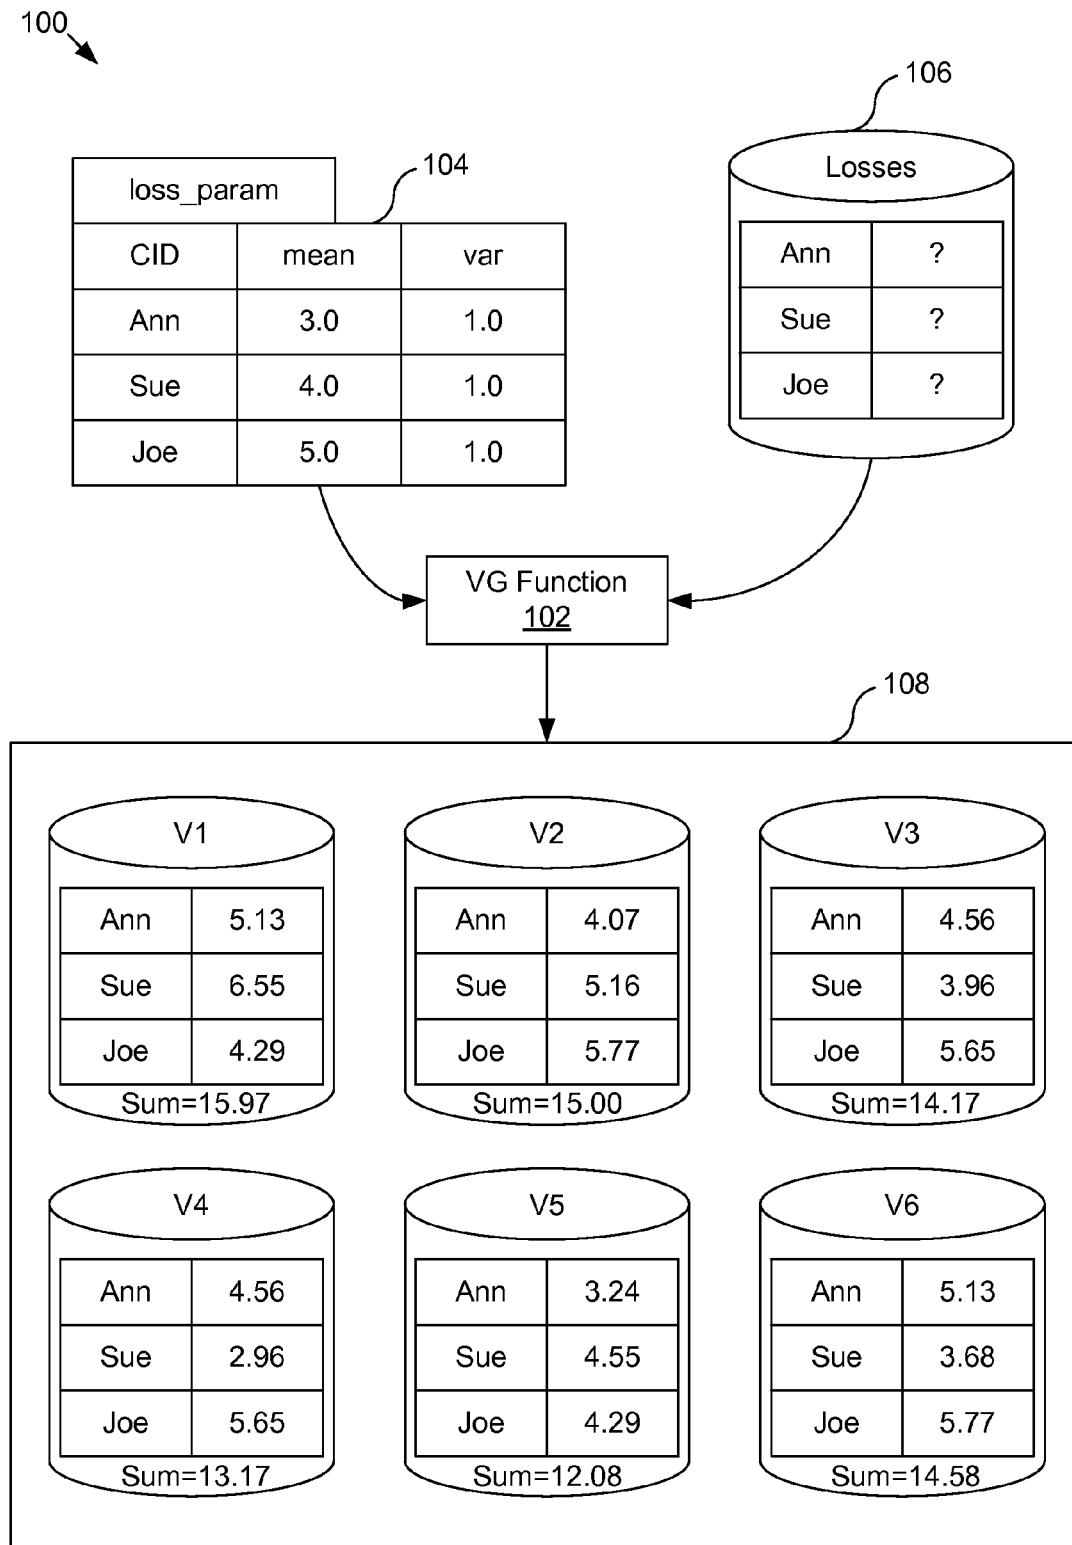 100
106
104
loss_param
CID mean var
Ann 3.0 1.0
Sue 4.0 1.0
Joe 5.0 1.0
Losses
Ann ?
Sue ?
Joe ?
VG Function
102
108
V1
Ann 5.13
Sue 6.55
Joe 4.29
Sum=15.97
V2
Ann 4.07
Sue 5.16
Joe 5.77
Sum=15.00
V3
Ann 4.56
Sue 3.96
Joe 5.65
Sum=14.17
V4
Ann 4.56
Sue 2.96
Joe 5.65
Sum=13.17
V5
Ann 3.24
Sue 4.55
Joe 4.29
Sum=12.08
V6
Ann 5.13
Sue 3.68
Joe 5.77
Sum=14.58